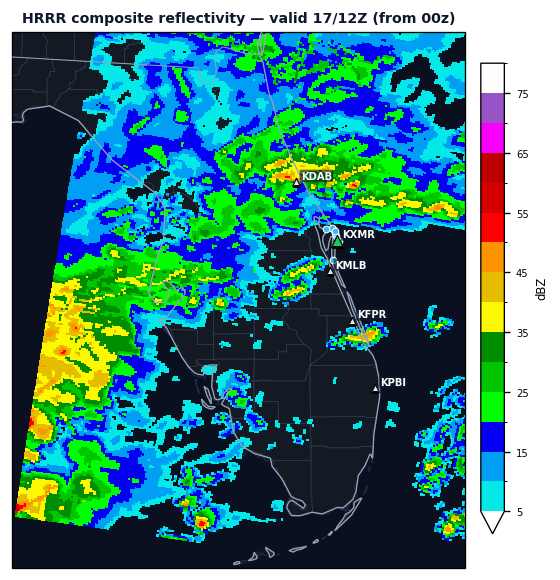 HRRR composite reflectivity — valid 17/12Z (from 00z)
75
65
55
45
35
25
15
5
dBZ
KDAB
KXMR
KMLB
KFPR
KPBI